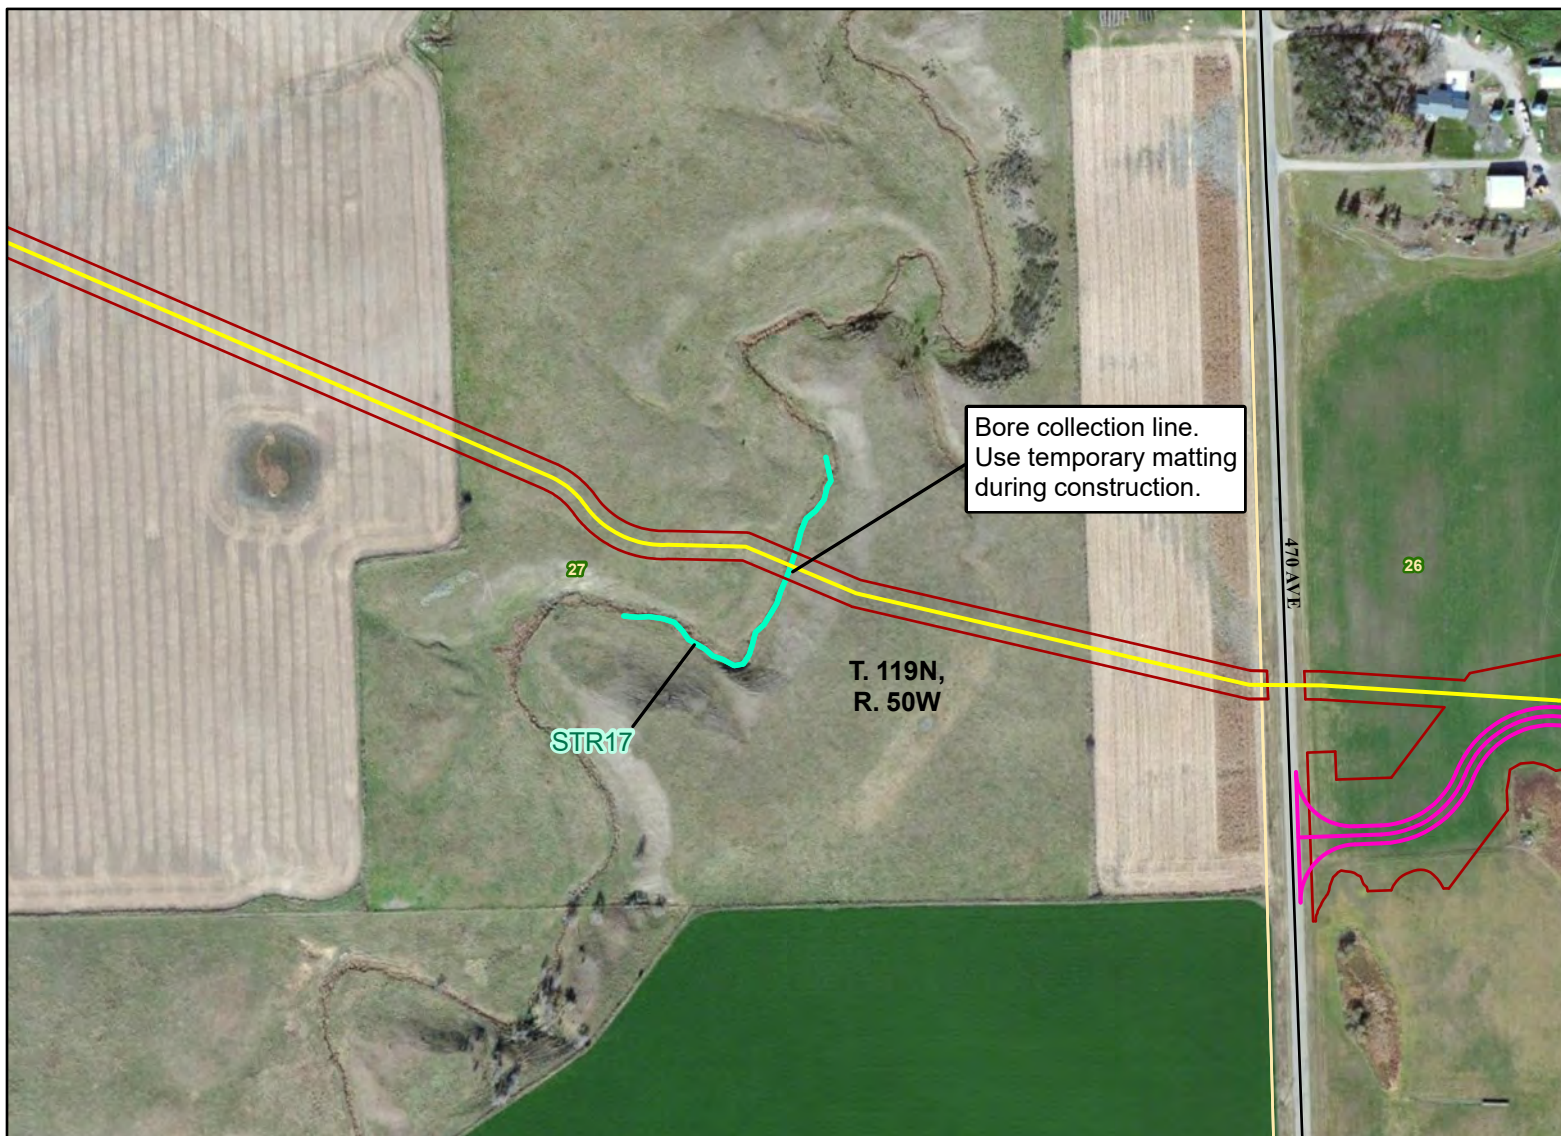 Bore collection line.
Use temporary matting
during construction.
470 AVE
27
26
T. 119N,
R. 50W
STR17